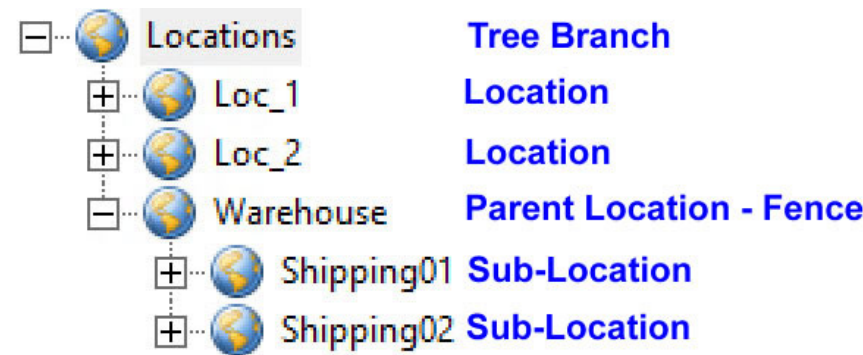 Locations Tree Branch
Loc_1 Location
Loc_2 Location
Warehouse Parent Location - Fence
Shipping01 Sub-Location
Shipping02 Sub-Location